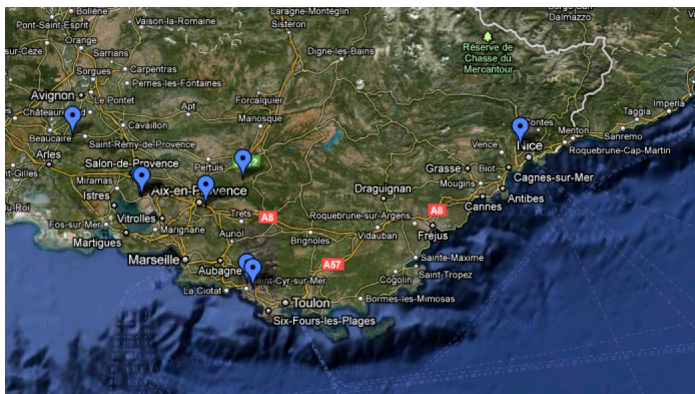 Bollène
Laragne-Montéglin
Borgo San
Dalmazzo
Pont-Saint-Esprit
Vaison-la-Romaine
Sisteron
Orange
Réserve de
Chasse du
Mercantour
sur-Cèze
Sarrians
Digne-les-Bains
Sorgues
Carpentras
Pernes-les-Fontaines
Avignon
Le Pontet
Forcalquier
Imperia
Apt
Manosque
Taggia
Beaucaire
Cavaillon
Menton
Sanremo
Saint-Rémy-de-Provence
Vence
Nice
Roquebrune-Cap-Martin
Arles
Salon-de-Provence
Pertuis
Grasse
Biot
Cagnes-sur-Mer
Miramas
Aix-en-Provence
Draguignan
Mougins
Istres
Antibes
Cannes
Vitrolles
Trets
A8
Roquebrune-sur-Argens
A8
Fos-sur-Mer
Marignane
Auriol
Vidauban
Fréjus
Martigues
Brignoles
Marseille
A57
Sainte-Maxime
Aubagne
Saint-Cyr-sur-Mer
Cogolin
Saint-Tropez
La Ciotat
Toulon
Bormes-les-Mimosas
Six-Fours-les-Plages